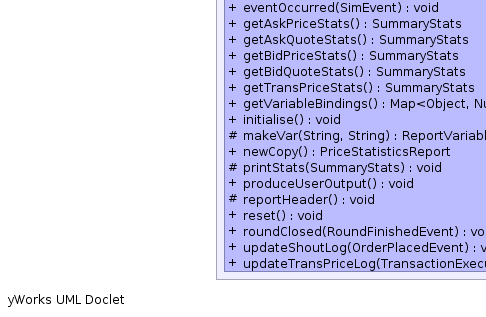 + eventOccurred(SimEvent) : void
+ getAskPriceStats() : SummaryStats
+ getAskQuoteStats() : SummaryStats
+ getBidPriceStats() : SummaryStats
+ getBidQuoteStats() : SummaryStats
+ getTransPriceStats() : SummaryStats
+ getVariableBindings() : Map<Object, Nu
+ initialise() : void
# makeVar(String, String) : ReportVariabl
+ newCopy() : PriceStatisticsReport
# printStats(SummaryStats) : void
+ produceUserOutput() : void
# reportHeader() : void
+ reset() : void
+ roundClosed(RoundFinishedEvent) : vo
+ updateShoutLog(OrderPlacedEvent) : v
+ updateTransPriceLog(TransactionExecu
yWorks UML Doclet